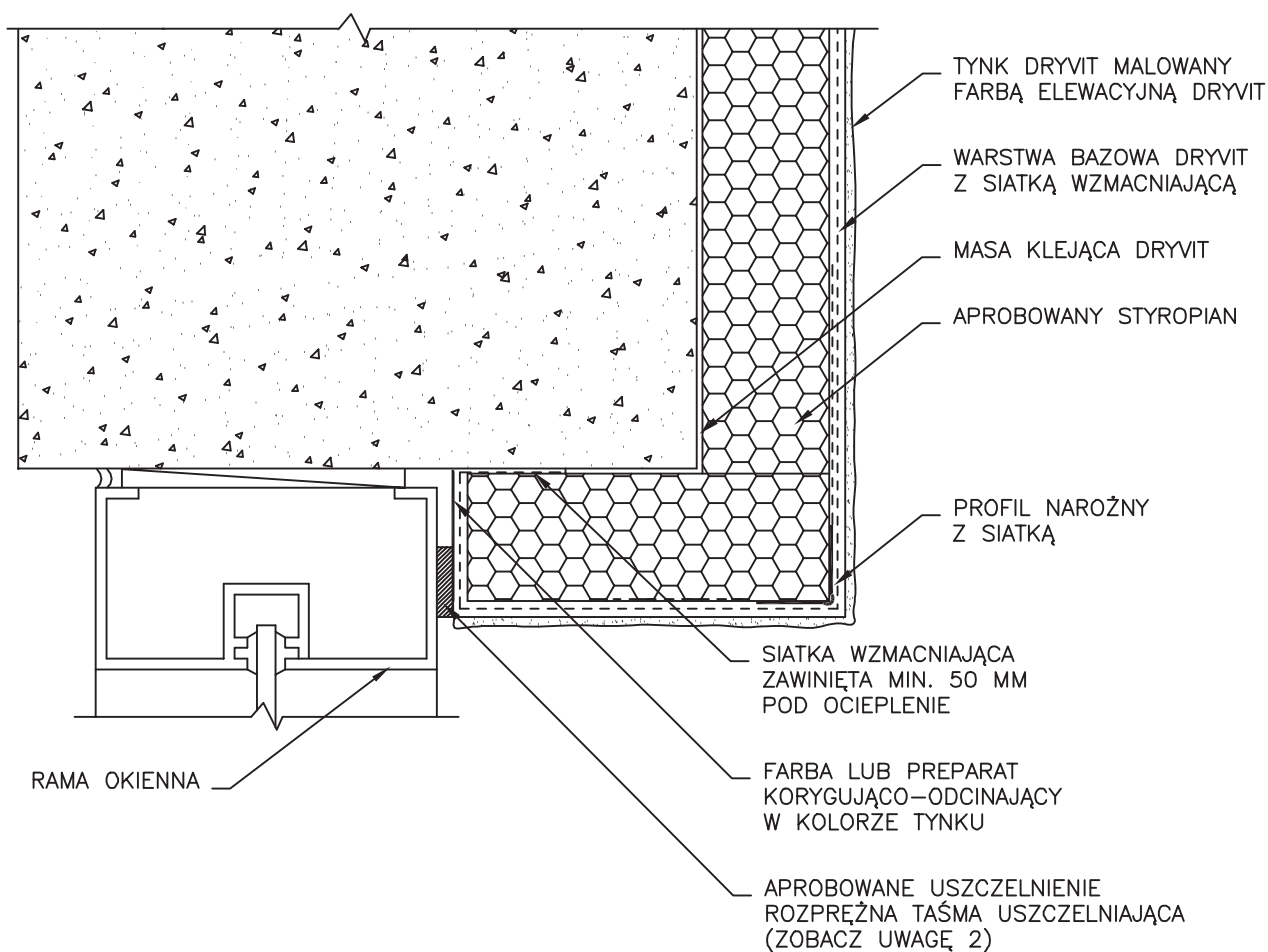 TYNK DRYVIT MALOWANY
FARBĄ ELEWACYJNĄ DRYVIT
WARSTWA BAZOWA DRYVIT
Z SIATKĄ WZMACNIAJĄCĄ
MASA KLEJĄCA DRYVIT
APROBOWANY STYROPIAN
PROFIL NAROŻNY
Z SIATKĄ
SIATKA WZMACNIAJĄCA
ZAWINIĘTA MIN. 50 MM
POD OCIEPLENIE
RAMA OKIENNA
FARBA LUB PREPARAT
KORYGUJĄCO-ODCINAJĄCY
W KOLORZE TYNKU
APROBOWANE USZCZELNIENIE
ROZPRĘŻNA TAŚMA USZCZELNIAJĄCA
(ZOBACZ UWAGĘ 2)